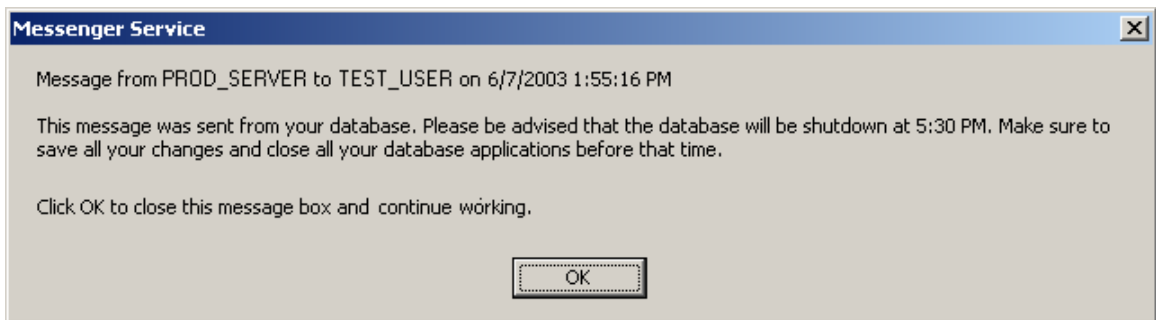 Messenger Service
Message from PROD_SERVER to TEST_USER on 6/7/2003 1:55:16 PM
This message was sent from your database. Please be advised that the database will be shutdown at 5:30 PM. Make sure to
save all your changes and close all your database applications before that time.
Click OK to close this message box and continue working.
OK